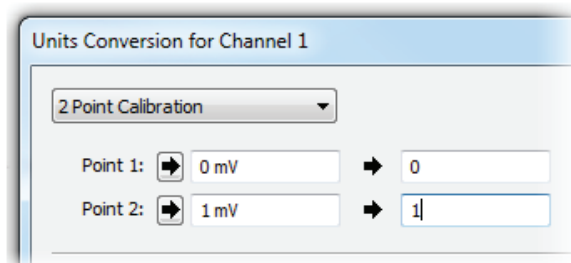 Units Conversion for Channel 1
2 Point Calibration
Point 1: 0 mV 0
Point 2: 1 mV 1